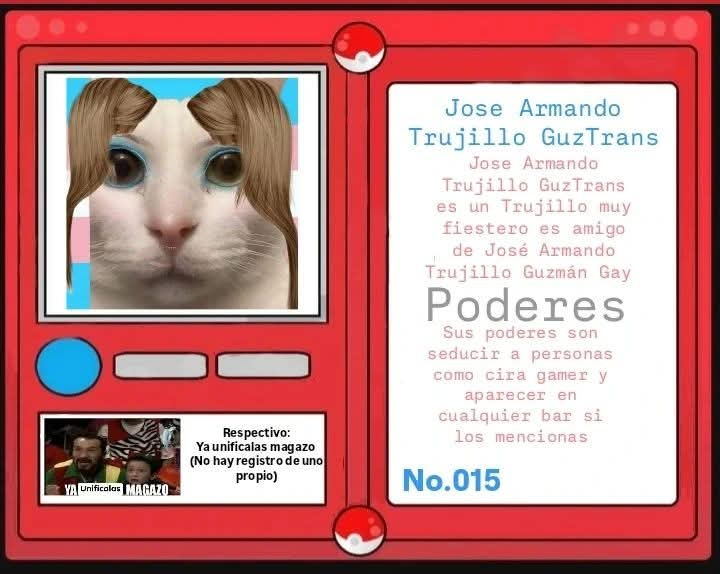 Jose Armando
Trujillo GuzTrans
Jose Armando
Trujillo GuzTrans
es un Trujillo muy
fiestero es amigo
de José Armando
Trujillo Guzmán Gay
Poderes
Sus poderes son
seducir a personas
como cira gamer y
aparecer en
cualquier bar si
los mencionas
No.015
YA Unifícalas MAGAZO
Respectivo:
Ya unificalas magazo
(No hay registro de uno
propio)